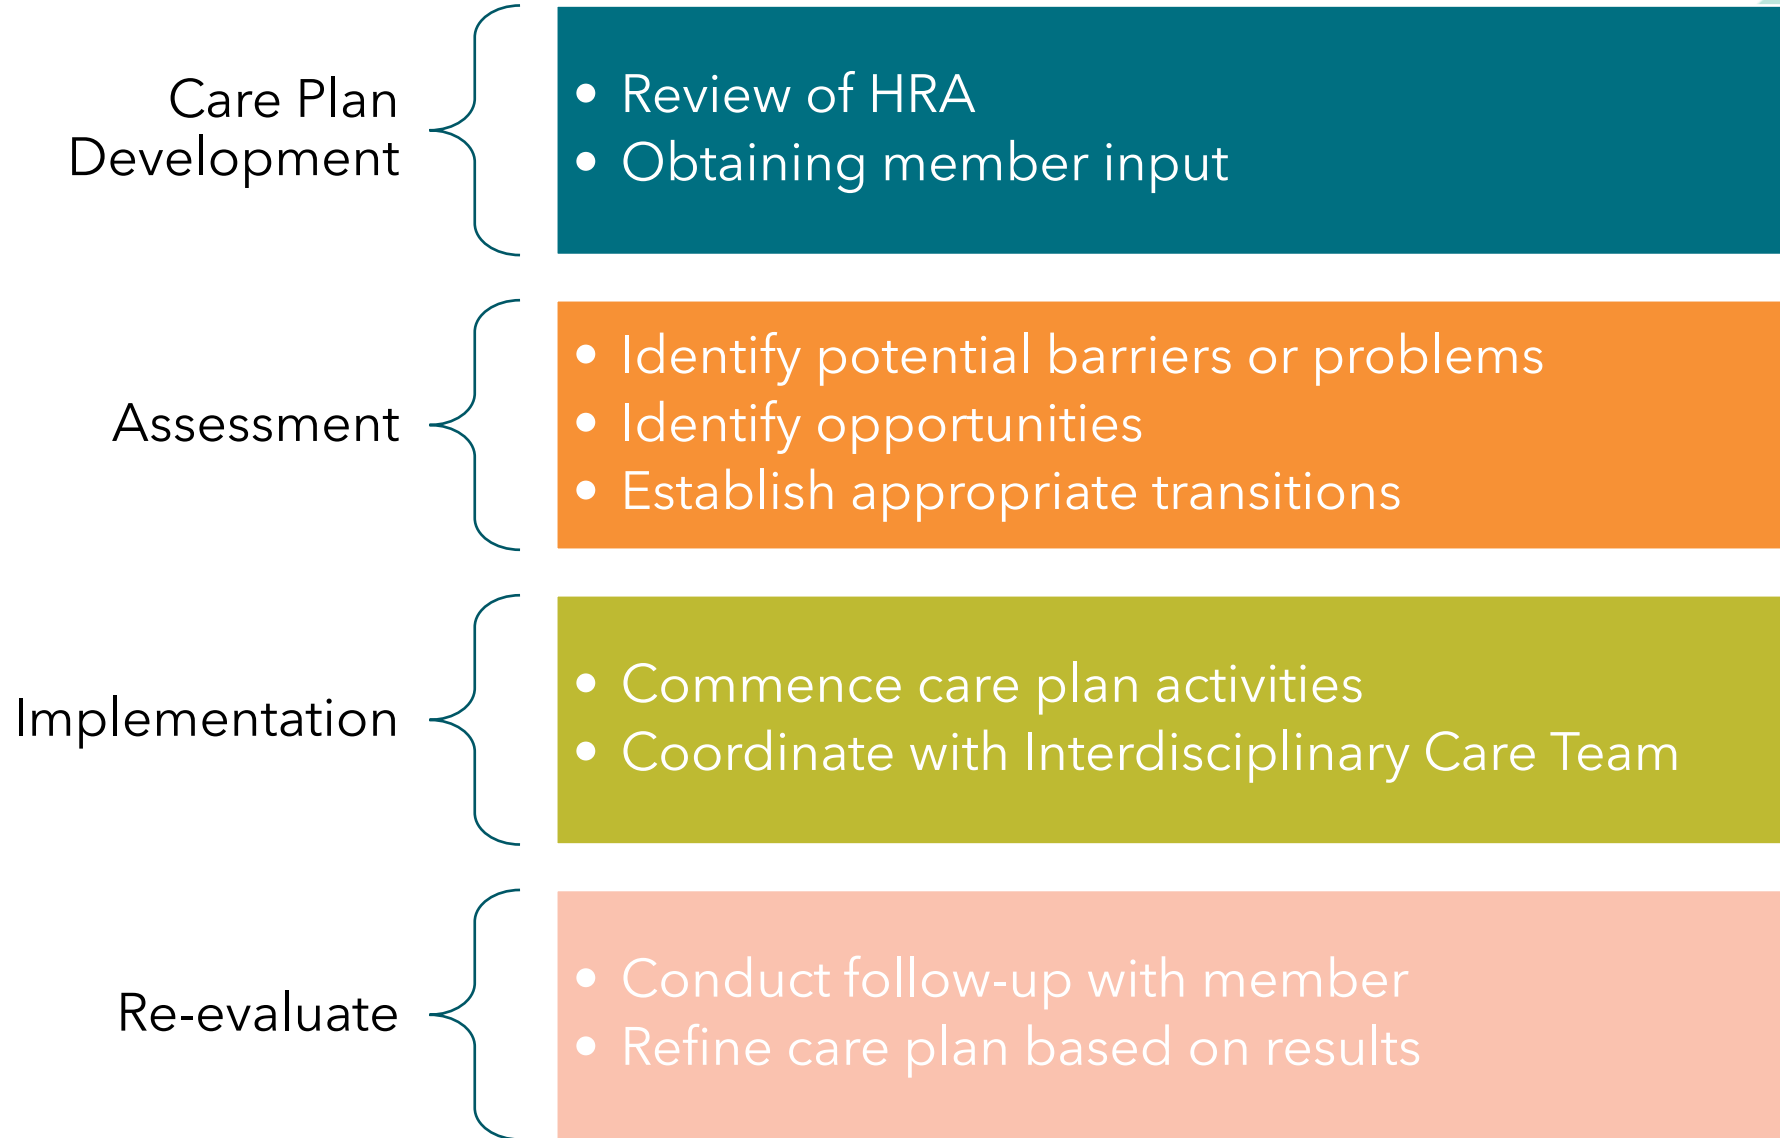 Care Plan
Development
• Review of HRA
• Obtaining member input
Assessment
• Identify potential barriers or problems
• Identify opportunities
• Establish appropriate transitions
Implementation
• Commence care plan activities
• Coordinate with Interdisciplinary Care Team
Re-evaluate
• Conduct follow-up with member
• Refine care plan based on results